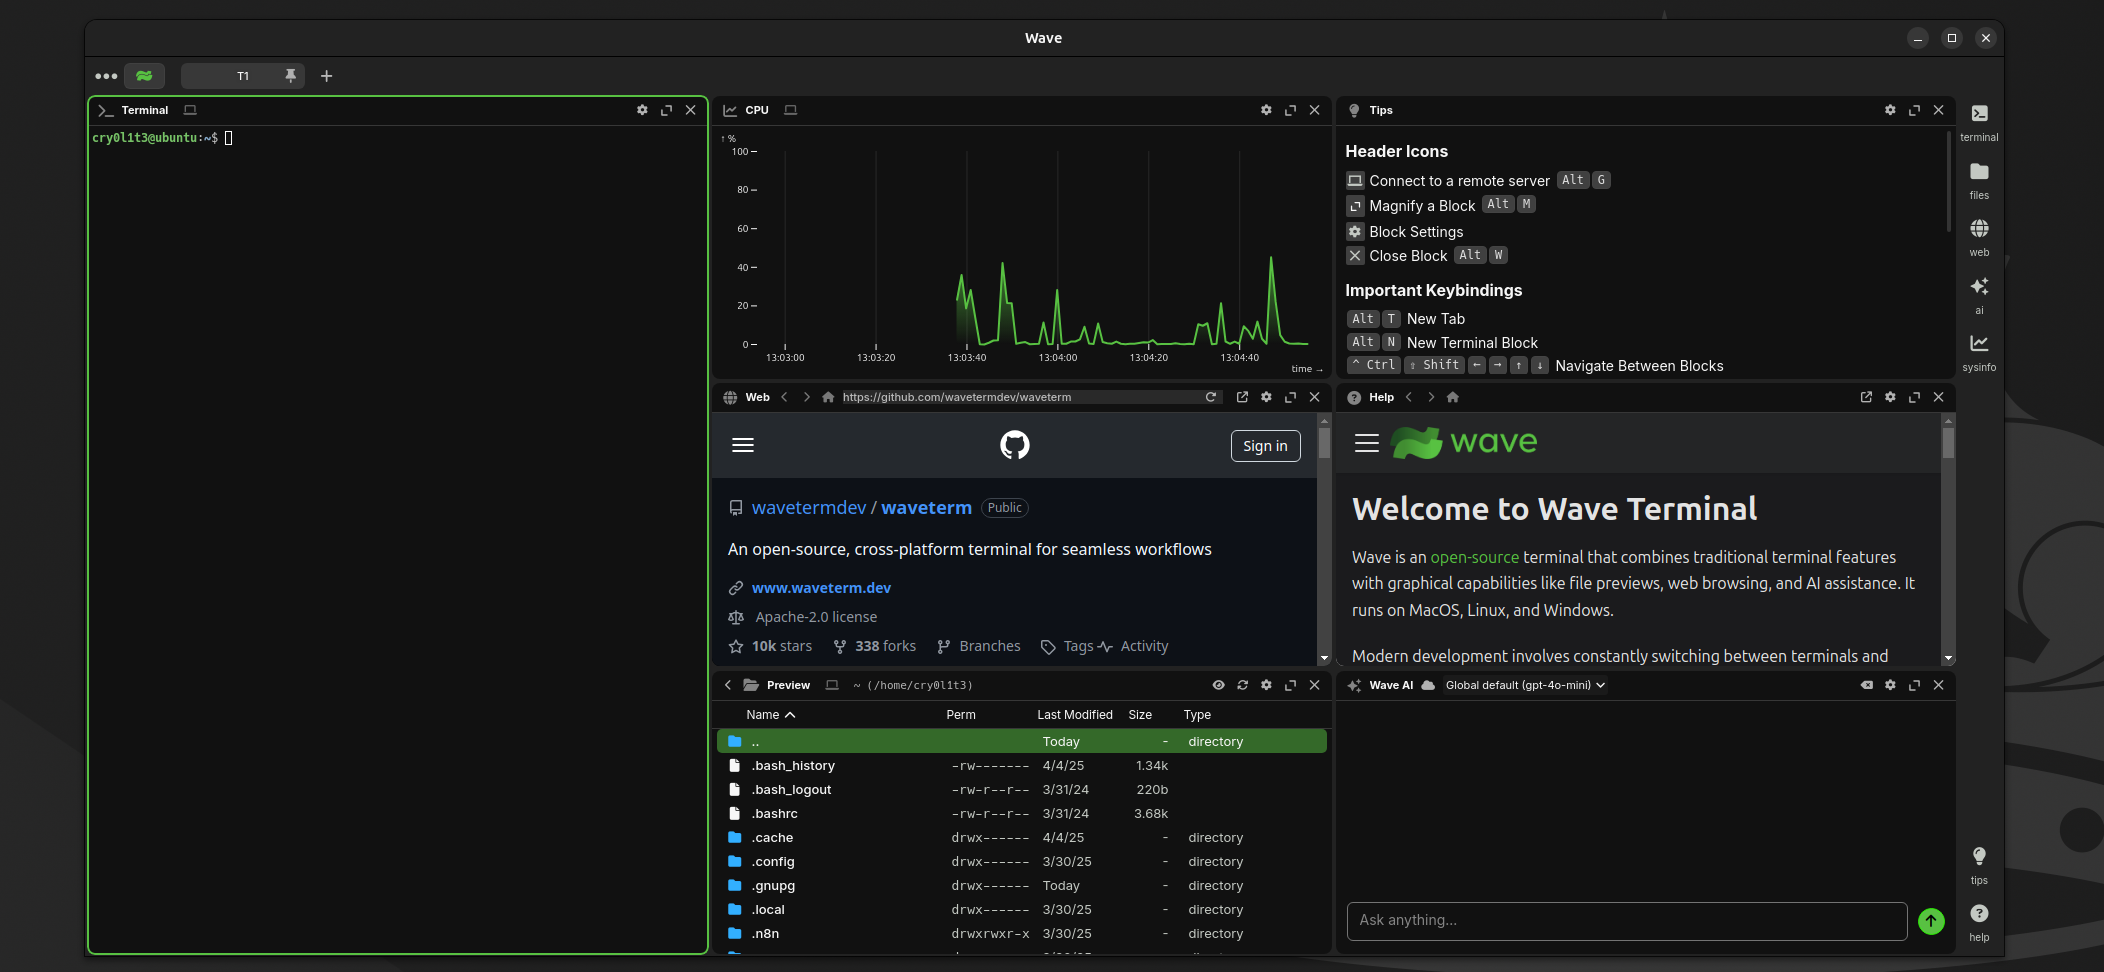 Wave
T1
Terminal
cry0l1t3@ubuntu:~$
CPU
↑ %
100
80
60
40
20
0
13:03:00 13:03:20 13:03:40 13:04:00 13:04:20 13:04:40
time →
Tips
Header Icons
Connect to a remote server Alt G
Magnify a Block Alt M
Block Settings
Close Block Alt W
Important Keybindings
Alt T New Tab
Alt N New Terminal Block
^ Ctrl ⇧ Shift ← → ↑ ↓ Navigate Between Blocks
terminal
files
web
ai
sysinfo
Web https://github.com/wavetermdev/waveterm
Sign in
wavetermdev / waveterm Public
An open-source, cross-platform terminal for seamless workflows
www.waveterm.dev
Apache-2.0 license
10k stars 338 forks Branches Tags Activity
Help
wave
Welcome to Wave Terminal
Wave is an open-source terminal that combines traditional terminal features
with graphical capabilities like file previews, web browsing, and AI assistance. It
runs on MacOS, Linux, and Windows.
Modern development involves constantly switching between terminals and
Preview ~ (/home/cry0l1t3)
Name Perm Last Modified Size Type
.. Today - directory
.bash_history -rw------- 4/4/25 1.34k
.bash_logout -rw-r--r-- 3/31/24 220b
.bashrc -rw-r--r-- 3/31/24 3.68k
.cache drwx------ 4/4/25 - directory
.config drwx------ 3/30/25 - directory
.gnupg drwx------ Today - directory
.local drwx------ 3/30/25 - directory
.n8n drwxrwxr-x 3/30/25 - directory
Wave AI Global default (gpt-4o-mini)
Ask anything...
tips
help